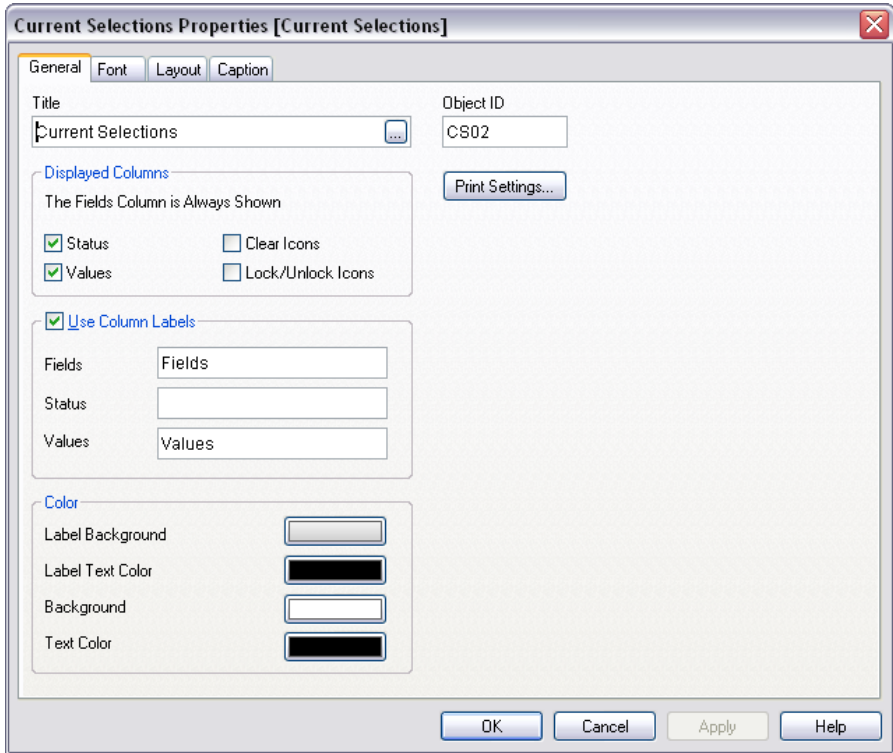 Current Selections Properties [Current Selections]
General Font Layout Caption
Title
Object ID
Current Selections ...
CS02
Displayed Columns
Print Settings...
The Fields Column is Always Shown
Status
Clear Icons
Values
Lock/Unlock Icons
Use Column Labels
Fields
Fields
Status
Values
Values
Color
Label Background
Label Text Color
Background
Text Color
OK Cancel Apply Help